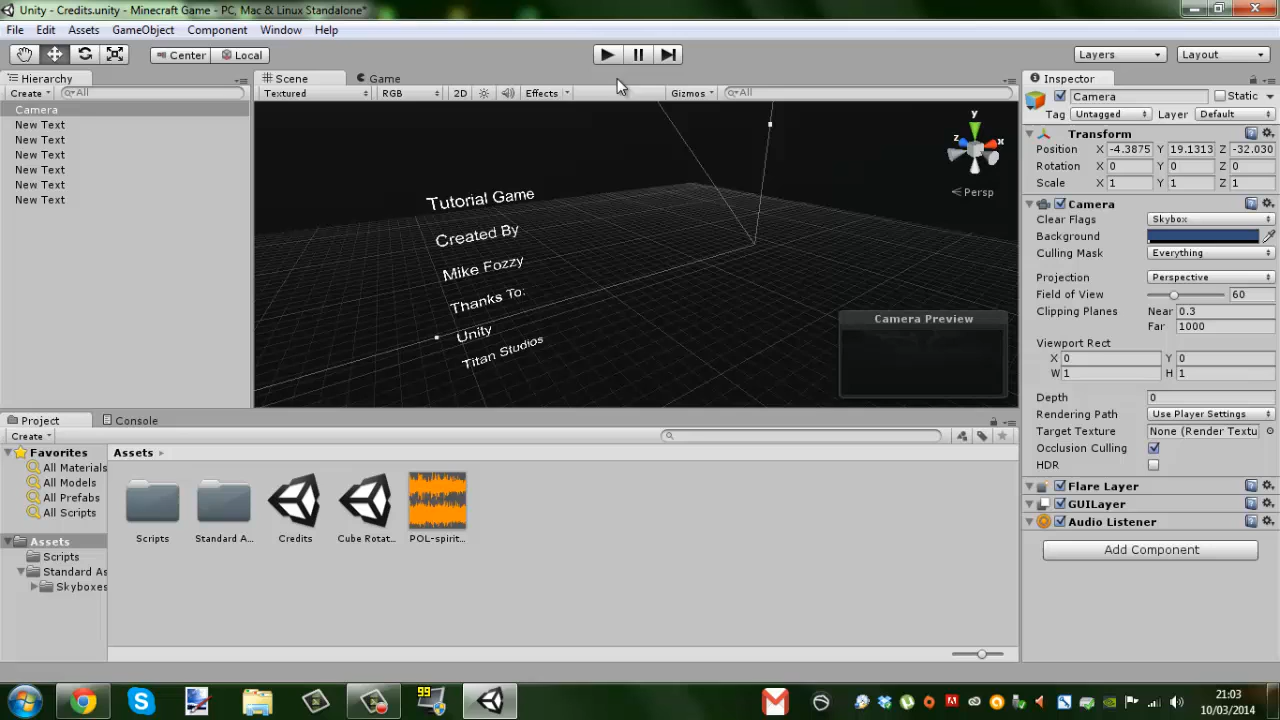 Unity - Credits.unity - Minecraft Game - PC, Mac & Linux Standalone*
File Edit Assets GameObject Component Window Help
Center Local Layers Layout
Hierarchy
Create All
Camera
New Text
New Text
New Text
New Text
New Text
New Text
Scene Game
Textured RGB 2D Effects Gizmos All
y
z x
Persp
Tutorial Game
Created By
Mike Fozzy
Thanks To:
Unity
Titan Studios
Camera Preview
Inspector
Camera Static
Tag Untagged Layer Default
Transform
Position X -4.3875 Y 19.1313 Z -32.030
Rotation X 0 Y 0 Z 0
Scale X 1 Y 1 Z 1
Camera
Clear Flags Skybox
Background
Culling Mask Everything
Projection Perspective
Field of View 60
Clipping Planes Near 0.3
Far 1000
Viewport Rect
X 0 Y 0
W 1 H 1
Depth 0
Rendering Path Use Player Settings
Target Texture None (Render Textu
Occlusion Culling
HDR
Flare Layer
GUILayer
Audio Listener
Add Component
Project Console
Create
Favorites
All Materials
All Models
All Prefabs
All Scripts
Assets
Scripts
Standard As
Skyboxes
Assets
Scripts Standard A... Credits Cube Rotat... POL-spirit...
99
21:03
10/03/2014